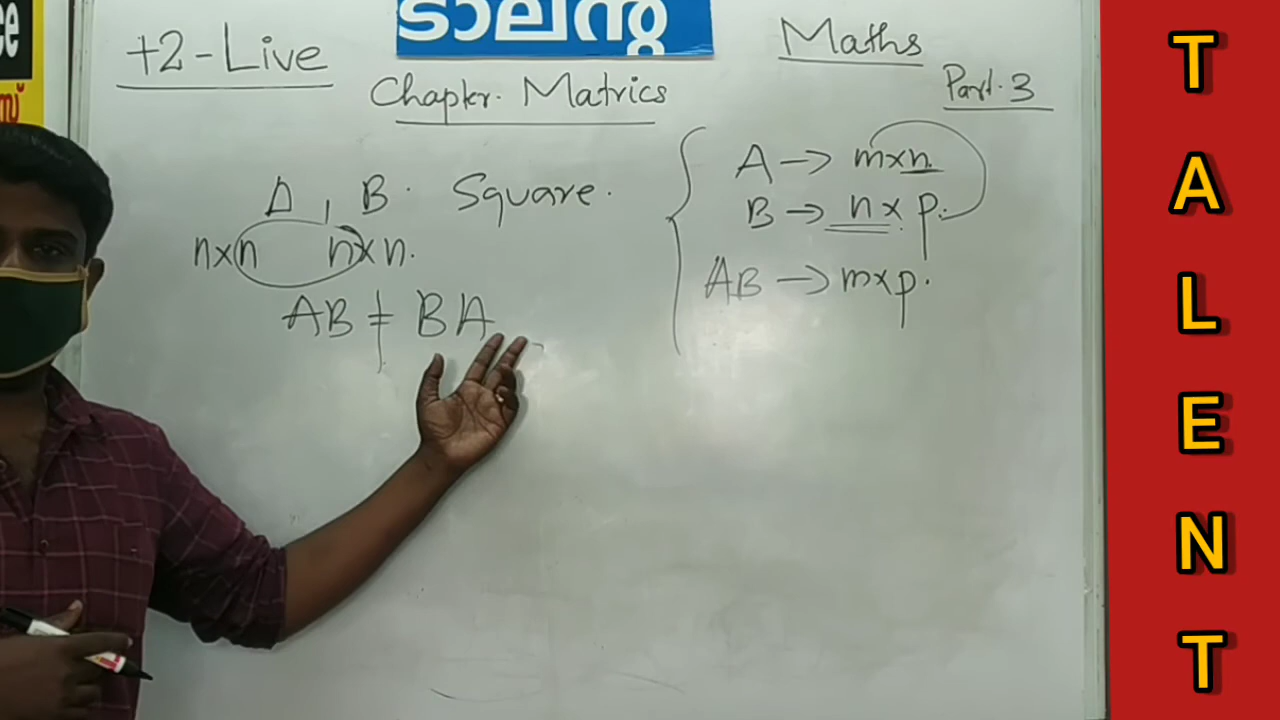 ടാലന്റ
+2-Live
Maths
Chapter. Matrics
Part. 3
A, B. Square.
n×n n×n.
AB ≠ BA
A → m×n.
B → n × p.
AB → m×p.
TALENT